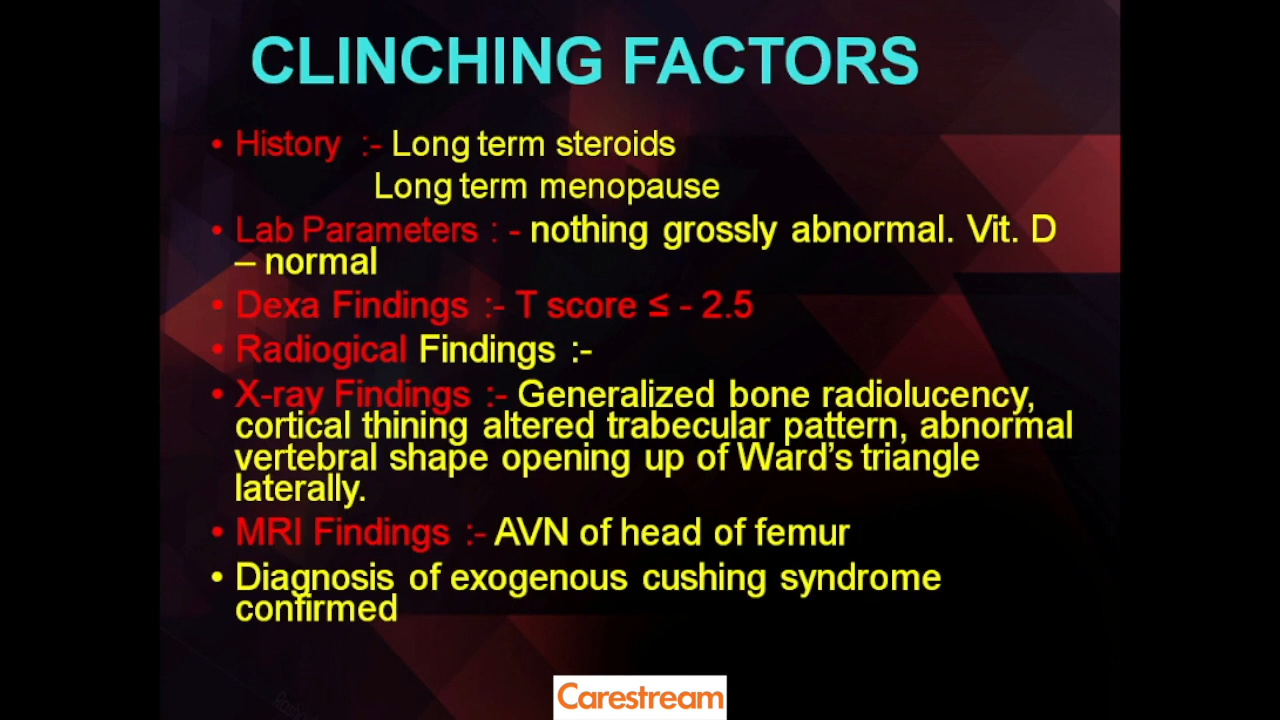 CLINCHING FACTORS
• History :- Long term steroids
Long term menopause
• Lab Parameters : - nothing grossly abnormal. Vit. D
– normal
• Dexa Findings :- T score ≤ - 2.5
• Radiogical Findings :-
• X-ray Findings :- Generalized bone radiolucency,
cortical thining altered trabecular pattern, abnormal
vertebral shape opening up of Ward's triangle
laterally.
• MRI Findings :- AVN of head of femur
• Diagnosis of exogenous cushing syndrome
confirmed
Carestream